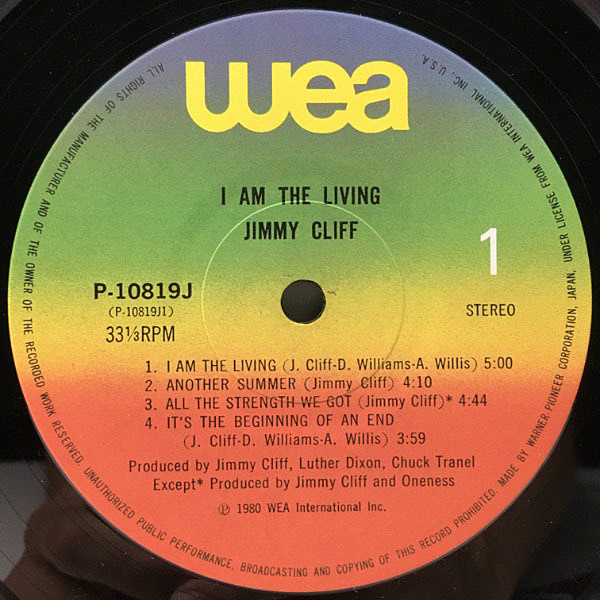 wea
I AM THE LIVING
JIMMY CLIFF
1
P-10819J
(P-10819J1)
33⅓RPM
STEREO
1. I AM THE LIVING (J. Cliff-D. Williams-A. Willis) 5:00
2. ANOTHER SUMMER (Jimmy Cliff) 4:10
3. ALL THE STRENGTH WE GOT (Jimmy Cliff)* 4:44
4. IT'S THE BEGINNING OF AN END
(J. Cliff-D. Williams-A. Willis) 3:59
Produced by Jimmy Cliff, Luther Dixon, Chuck Tranel
Except* Produced by Jimmy Cliff and Oneness
℗ 1980 WEA International Inc.
ALL RIGHTS OF THE MANUFACTURER AND OF THE OWNER OF THE RECORDED WORK RESERVED. UNAUTHORIZED PUBLIC PERFORMANCE, BROADCASTING AND COPYING OF THIS RECORD PROHIBITED. MADE BY WARNER-PIONEER CORPORATION, JAPAN, UNDER LICENSE FROM WEA INTERNATIONAL INC., U.S.A.